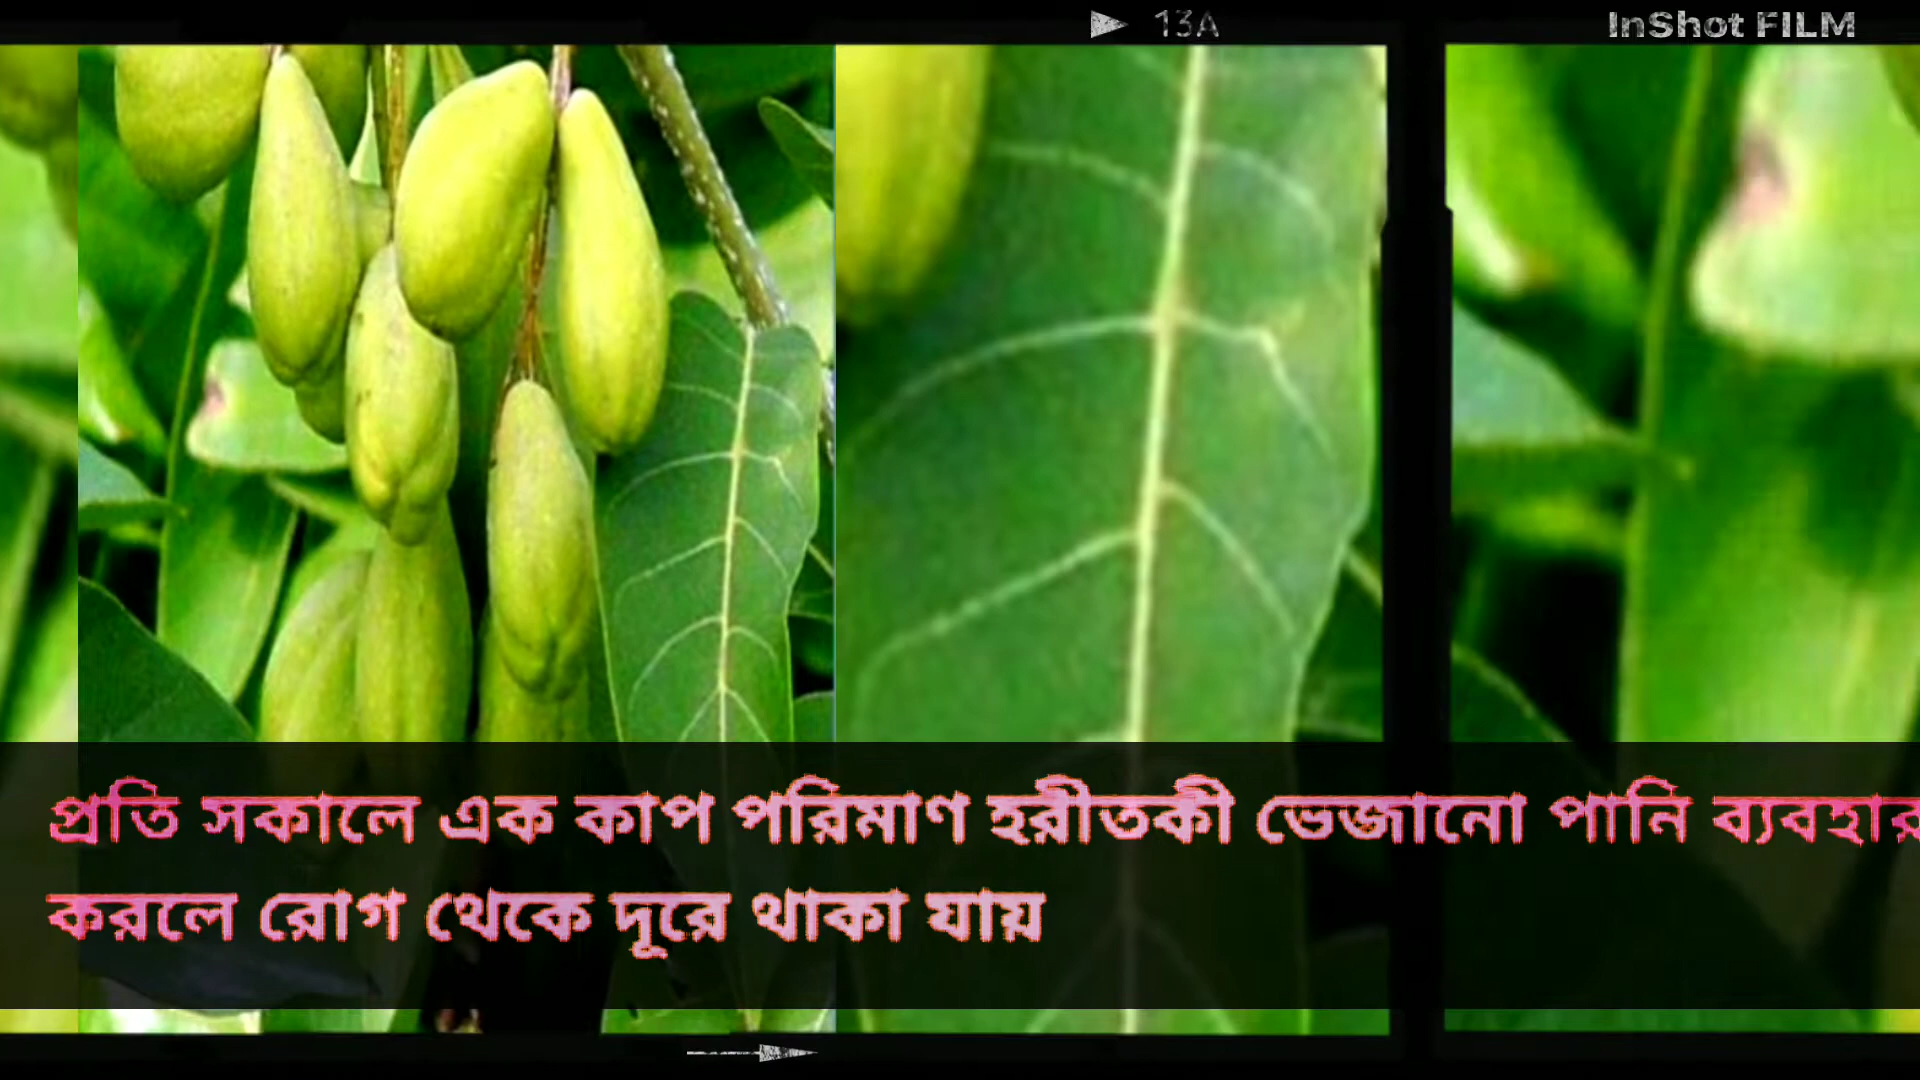 13A
InShot FILM
প্রতি সকালে এক কাপ পরিমাণ হরীতকী ভেজানো পানি ব্যবহার
করলে রোগ থেকে দূরে থাকা যায়